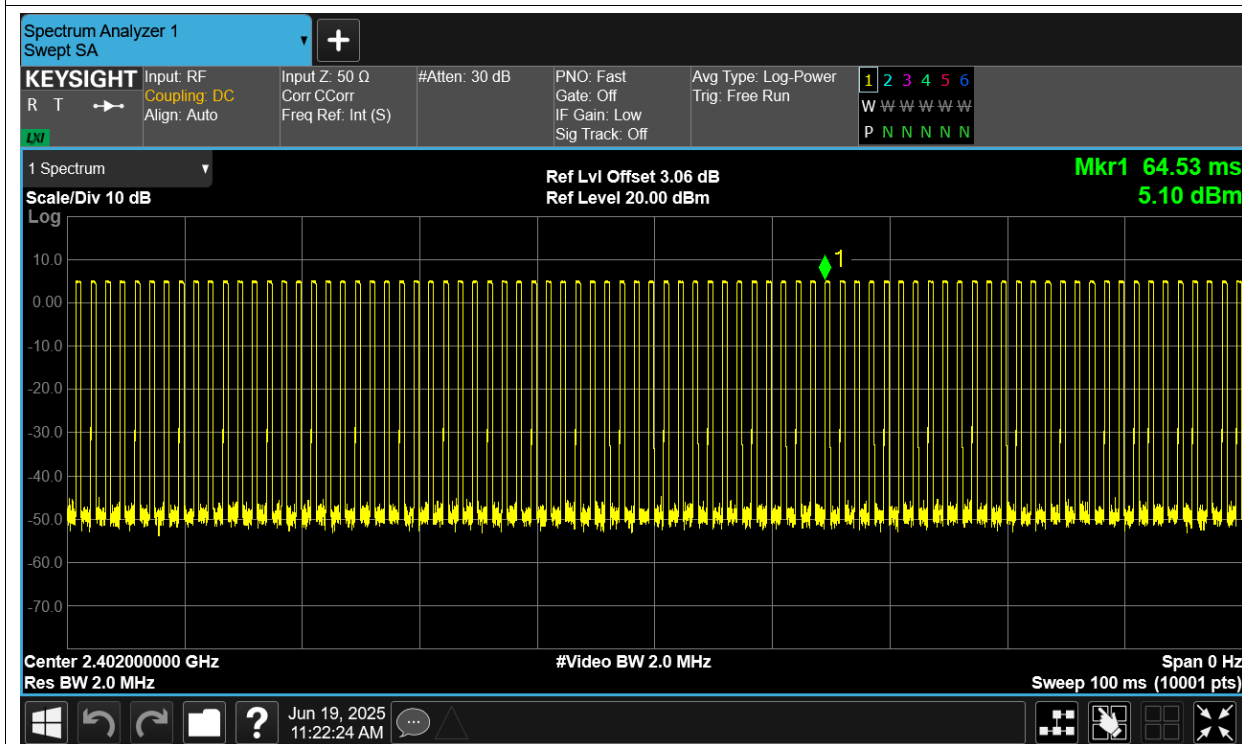 Spectrum Analyzer 1
Swept SA
▼
+
KEYSIGHT
R T
LXI
Input: RF
Coupling: DC
Align: Auto
Input Z: 50 Ω
Corr CCorr
Freq Ref: Int (S)
#Atten: 30 dB
PNO: Fast
Gate: Off
IF Gain: Low
Sig Track: Off
Avg Type: Log-Power
Trig: Free Run
1 2 3 4 5 6
W W W W W W
P N N N N N
1 Spectrum ▼
Scale/Div 10 dB
Log
Ref Lvl Offset 3.06 dB
Ref Level 20.00 dBm
Mkr1 64.53 ms
5.10 dBm
1
10.0
0.00
-10.0
-20.0
-30.0
-40.0
-50.0
-60.0
-70.0
Center 2.402000000 GHz
Res BW 2.0 MHz
#Video BW 2.0 MHz
Span 0 Hz
Sweep 100 ms (10001 pts)
?
Jun 19, 2025
11:22:24 AM